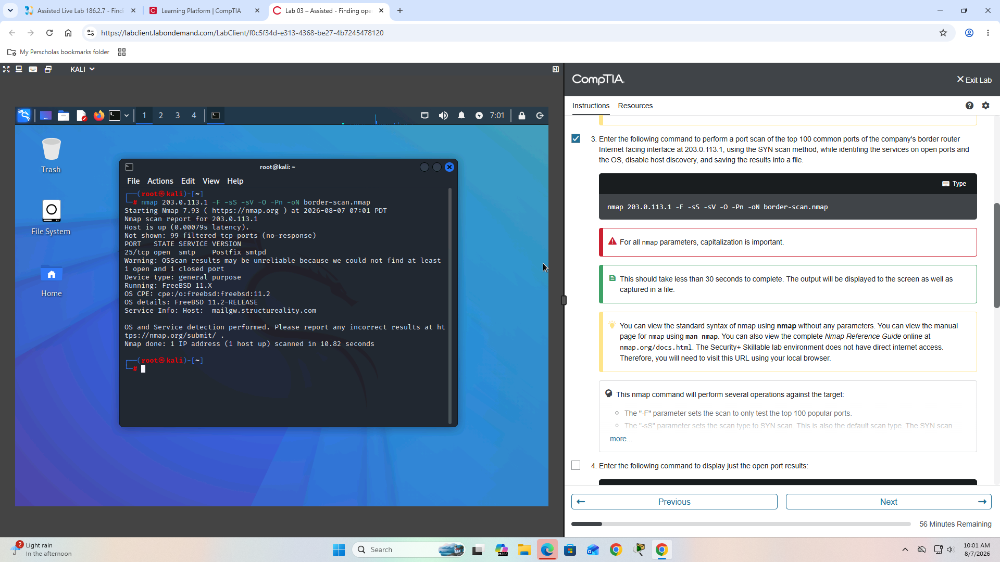 Assisted Live Lab 186.2.7 - Findi
Learning Platform | CompTIA
Lab 03 – Assisted - Finding ope
https://labclient.labondemand.com/LabClient/f0c5f34d-e313-4368-be27-4b7245478120
My Perscholas bookmarks folder
KALI
CompTIA.
Exit Lab
Instructions Resources
1 2 3 4
7:01
Trash
File System
Home
root@kali: ~
File Actions Edit View Help
┌──(root㉿kali)-[~]
└─# nmap 203.0.113.1 -F -sS -sV -O -Pn -oN border-scan.nmap
Starting Nmap 7.93 ( https://nmap.org ) at 2026-08-07 07:01 PDT
Nmap scan report for 203.0.113.1
Host is up (0.00079s latency).
Not shown: 99 filtered tcp ports (no-response)
PORT   STATE SERVICE VERSION
25/tcp open  smtp    Postfix smtpd
Warning: OSScan results may be unreliable because we could not find at least
1 open and 1 closed port
Device type: general purpose
Running: FreeBSD 11.X
OS CPE: cpe:/o:freebsd:freebsd:11.2
OS details: FreeBSD 11.2-RELEASE
Service Info: Host:  mailgw.structureality.com
OS and Service detection performed. Please report any incorrect results at ht
tps://nmap.org/submit/ .
Nmap done: 1 IP address (1 host up) scanned in 10.82 seconds
┌──(root㉿kali)-[~]
└─#
3. Enter the following command to perform a port scan of the top 100 common ports of the company's border router
Internet facing interface at 203.0.113.1, using the SYN scan method, while identifing the services on open ports and
the OS, disable host discovery, and saving the results into a file.
Type
nmap 203.0.113.1 -F -sS -sV -O -Pn -oN border-scan.nmap
For all nmap parameters, capitalization is important.
This should take less than 30 seconds to complete. The output will be displayed to the screen as well as
captured in a file.
You can view the standard syntax of nmap using nmap without any parameters. You can view the manual
page for nmap using man nmap. You can also view the complete Nmap Reference Guide online at
nmap.org/docs.html. The Security+ Skillable lab environment does not have direct internet access.
Therefore, you will need to visit this URL using your local browser.
This nmap command will perform several operations against the target:
The "-F" parameter sets the scan to only test the top 100 popular ports.
The "-sS" parameter sets the scan type to SYN scan. This is also the default scan type. The SYN scan
more...
4. Enter the following command to display just the open port results:
Previous
Next
56 Minutes Remaining
2
Light rain
In the afternoon
Search
M365
10:01 AM
8/7/2026